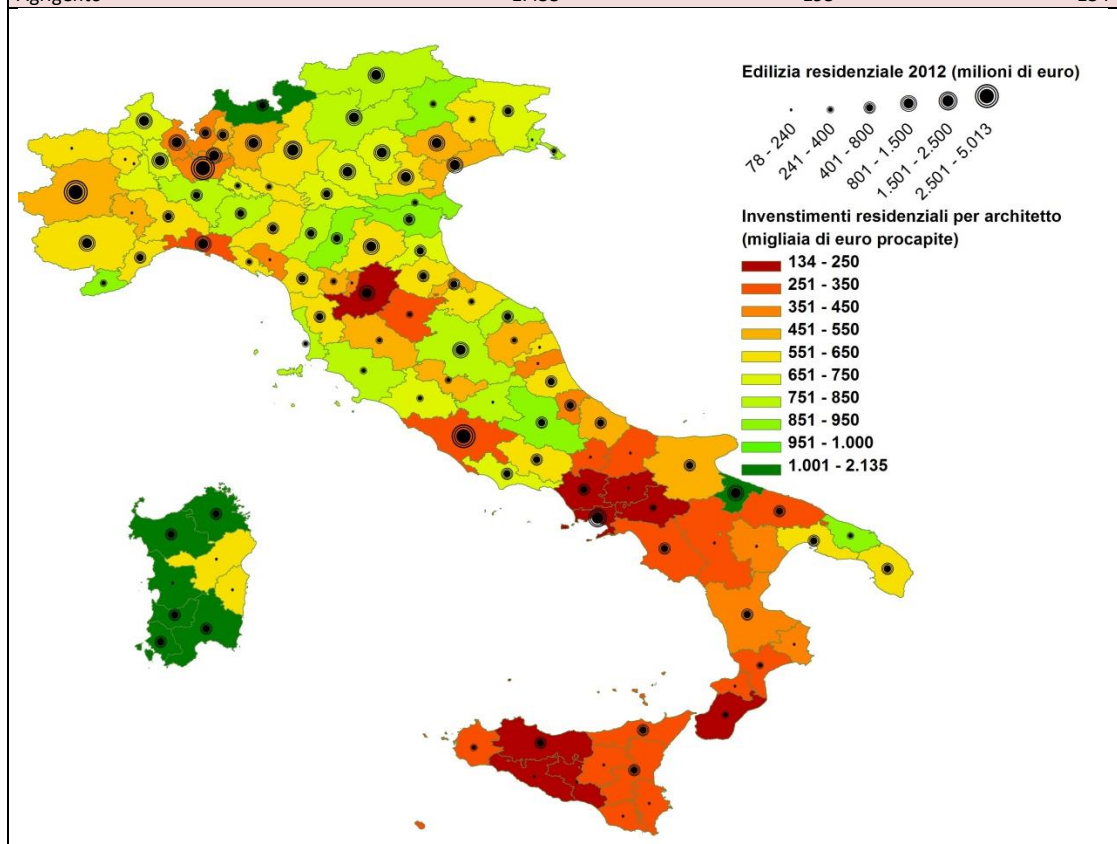 Agrigento
Edilizia residenziale 2012 (milioni di euro)
78 - 240
241 - 400
401 - 800
801 - 1.500
1.501 - 2.500
2.501 - 5.013
Invenstimenti residenziali per architetto
(migliaia di euro procapite)
134 - 250
251 - 350
351 - 450
451 - 550
551 - 650
651 - 750
751 - 850
851 - 950
951 - 1.000
1.001 - 2.135